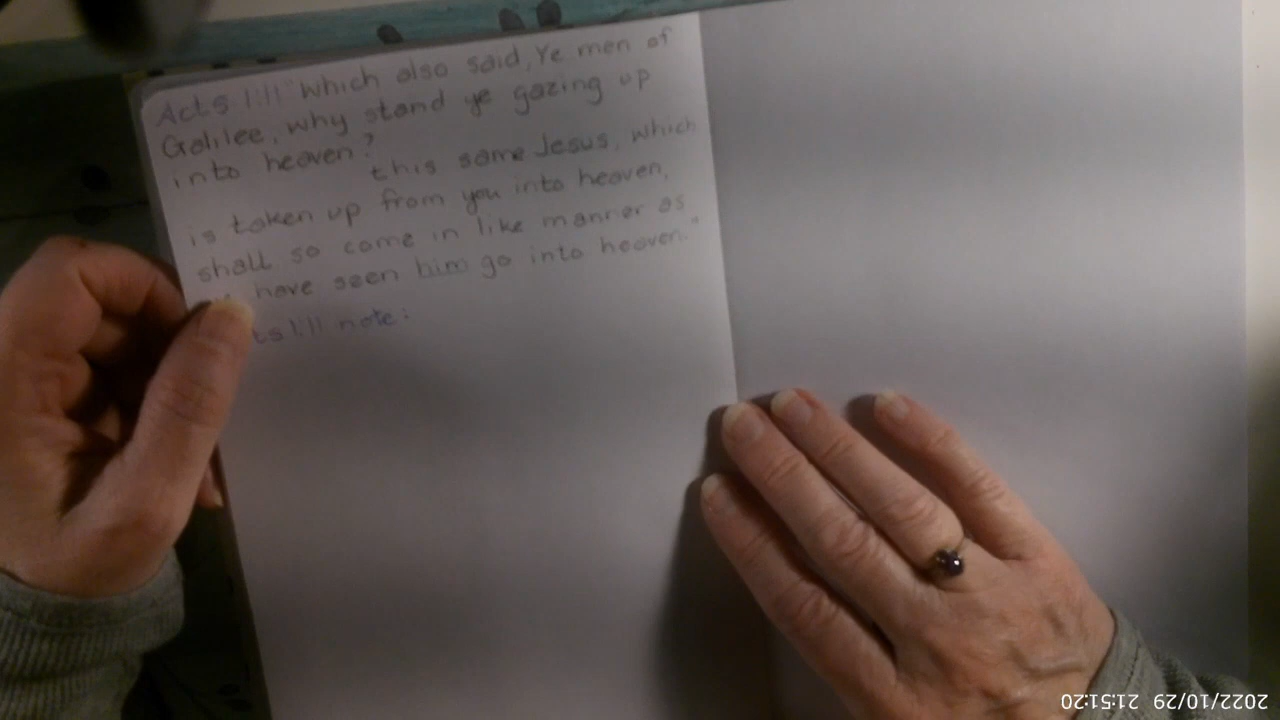 Acts 1:11 "Which also said, Ye men of
Galilee, why stand ye gazing up
into heaven?
this same Jesus, which
is taken up from you into heaven,
shall so come in like manner as
have seen him go into heaven."
ts 1:11 note:
2022/10/29 21:51:20